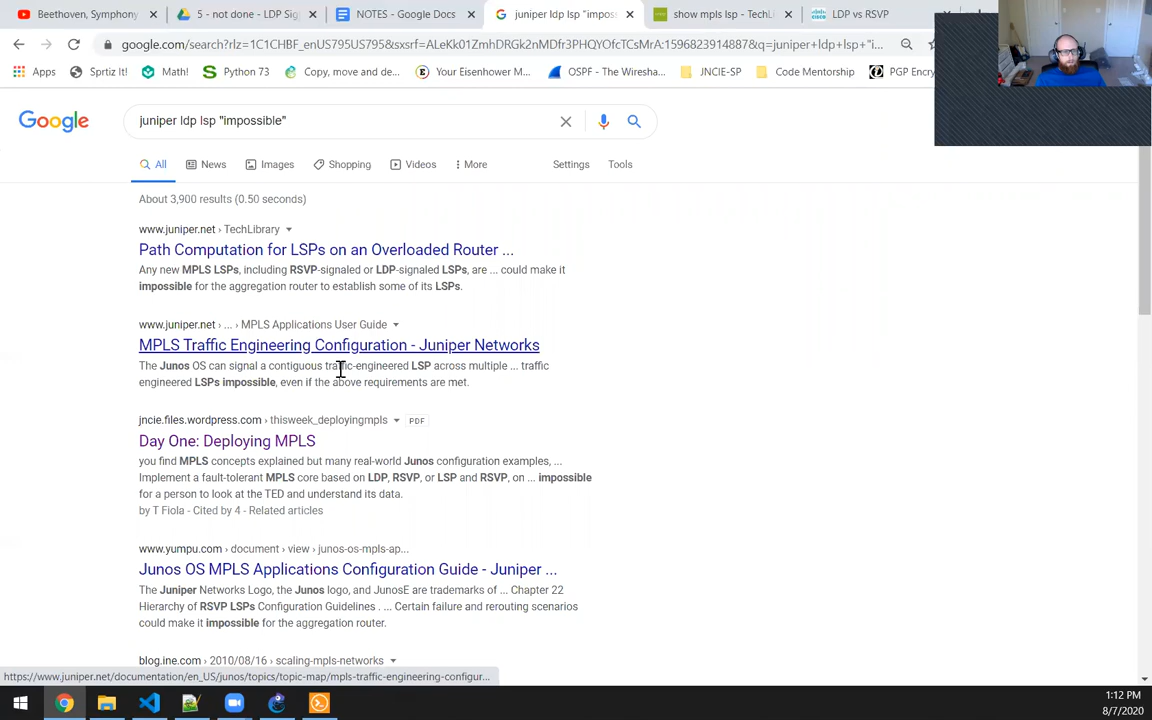 Beethoven, Symphony
5 - not done - LDP Sig
NOTES - Google Docs
juniper ldp lsp "impos
show mpls lsp - TechLi
LDP vs RSVP
google.com/search?rlz=1C1CHBF_enUS795US795&sxsrf=ALeKk01ZmhDRGk2nMDfr3PHQYOfcTCsMrA:1596823914887&q=juniper+ldp+lsp+"i...
Apps
Sprtiz It!
Math!
Python 73
Copy, move and de...
Your Eisenhower M...
OSPF - The Wiresha...
JNCIE-SP
Code Mentorship
PGP Encry
Google
juniper ldp lsp "impossible"
All
News
Images
Shopping
Videos
More
Settings
Tools
About 3,900 results (0.50 seconds)
www.juniper.net › TechLibrary
Path Computation for LSPs on an Overloaded Router ...
Any new MPLS LSPs, including RSVP-signaled or LDP-signaled LSPs, are ... could make it
impossible for the aggregation router to establish some of its LSPs.
www.juniper.net › ... › MPLS Applications User Guide
MPLS Traffic Engineering Configuration - Juniper Networks
The Junos OS can signal a contiguous traffic-engineered LSP across multiple ... traffic
engineered LSPs impossible, even if the above requirements are met.
jncie.files.wordpress.com › thisweek_deployingmpls
PDF
Day One: Deploying MPLS
you find MPLS concepts explained but many real-world Junos configuration examples, ...
Implement a fault-tolerant MPLS core based on LDP, RSVP, or LSP and RSVP, on ... impossible
for a person to look at the TED and understand its data.
by T Fiola - Cited by 4 - Related articles
www.yumpu.com › document › view › junos-os-mpls-ap...
Junos OS MPLS Applications Configuration Guide - Juniper ...
The Juniper Networks Logo, the Junos logo, and JunosE are trademarks of ... Chapter 22
Hierarchy of RSVP LSPs Configuration Guidelines . ... Certain failure and rerouting scenarios
could make it impossible for the aggregation router.
blog.ine.com › 2010/08/16 › scaling-mpls-networks
https://www.juniper.net/documentation/en_US/junos/topics/topic-map/mpls-traffic-engineering-configur...
1:12 PM
8/7/2020